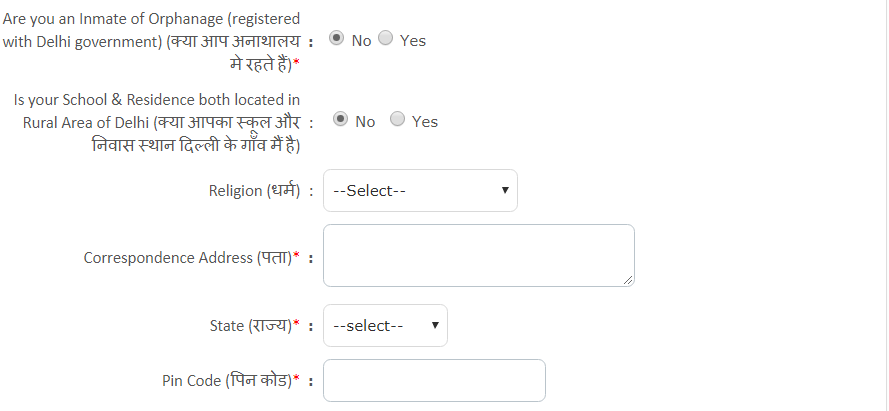 Are you an Inmate of Orphanage (registered
with Delhi government) (क्या आप अनाथालय : No Yes
मे रहते हैं)*
Is your School & Residence both located in
Rural Area of Delhi (क्या आपका स्कूल और : No Yes
निवास स्थान दिल्ली के गाँव मैं है)
Religion (धर्म) : --Select--
Correspondence Address (पता)* :
State (राज्य)* : --select--
Pin Code (पिन कोड)* :